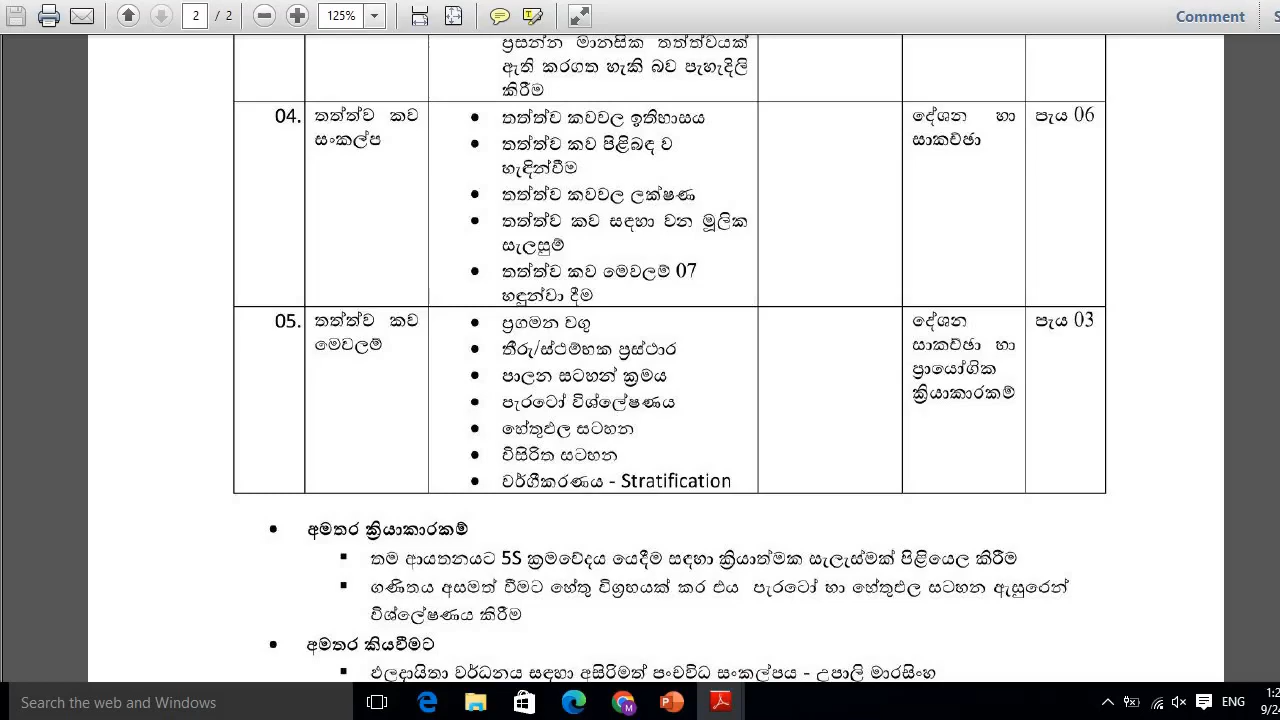 2 / 2
125%
Comment
ප්‍රසන්න මානසික තත්ත්වයක්
ඇති කරගත හැකි බව පැහැදිලි
කිරීම
04.
තත්ත්ව කව
සංකල්ප
තත්ත්ව කවවල ඉතිහාසය
තත්ත්ව කව පිළිබඳ ව
හැඳින්වීම
තත්ත්ව කවවල ලක්ෂණ
තත්ත්ව කව සඳහා වන මූලික
සැලසුම්
තත්ත්ව කව මෙවලම් 07
හඳුන්වා දීම
දේශන හා
සාකච්ඡා
පැය 06
05.
තත්ත්ව කව
මෙවලම්
ප්‍රගමන වගු
තීරු/ස්ථම්භක ප්‍රස්ථාර
පාලන සටහන් ක්‍රමය
පැරටෝ විශ්ලේෂණය
හේතුඵල සටහන
විසිරිත සටහන
වර්ගීකරණය - Stratification
දේශන
සාකච්ඡා හා
ප්‍රායෝගික
ක්‍රියාකාරකම්
පැය 03
අමතර ක්‍රියාකාරකම්
තම ආයතනයට 5S ක්‍රමවේදය යෙදීම සඳහා ක්‍රියාත්මක සැලැස්මක් පිළියෙල කිරීම
ගණිතය අසමත් වීමට හේතු විග්‍රහයක් කර එය පැරටෝ හා හේතුඵල සටහන ඇසුරෙන්
විශ්ලේෂණය කිරීම
අමතර කියවීමට
ඵලදායිතා වර්ධනය සඳහා අසිරිමත් පංචවිධ සංකල්පය - උපාලි මාරසිංහ
Search the web and Windows
ENG